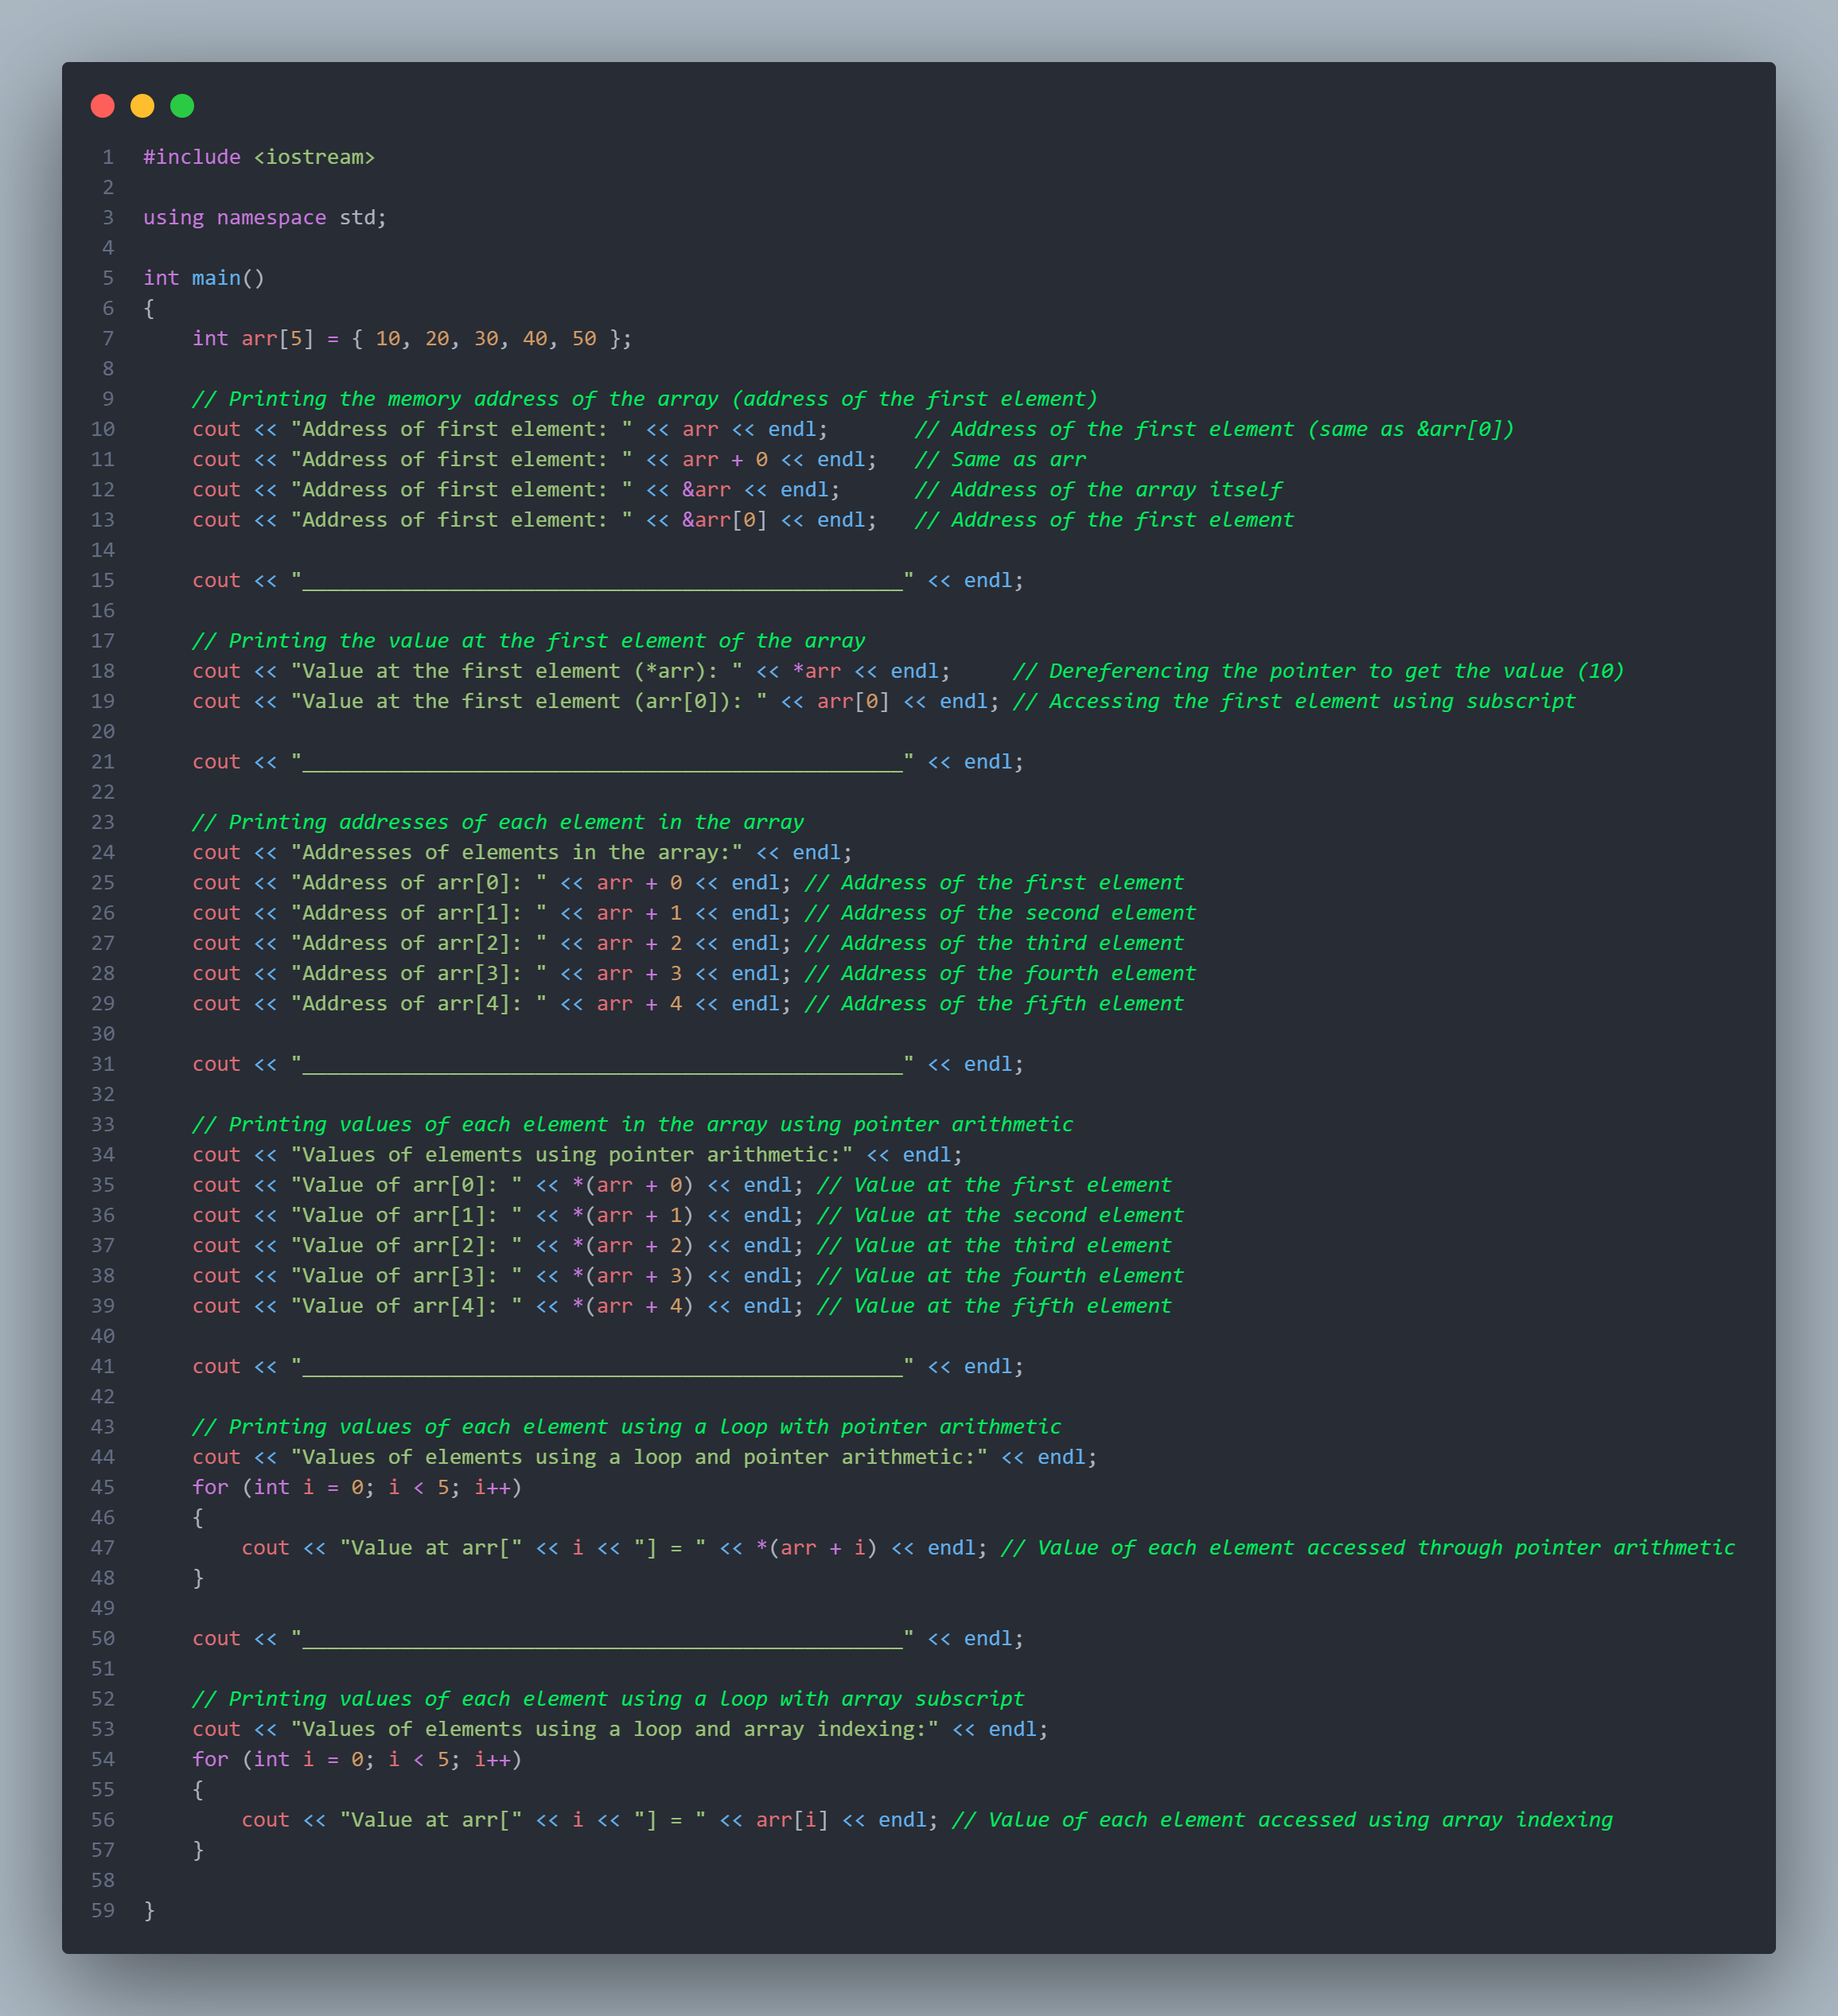 1 #include <iostream>
2
3 using namespace std;
4
5 int main()
6 {
7     int arr[5] = { 10, 20, 30, 40, 50 };
8
9     // Printing the memory address of the array (address of the first element)
10     cout << "Address of first element: " << arr << endl;       // Address of the first element (same as &arr[0])
11     cout << "Address of first element: " << arr + 0 << endl;   // Same as arr
12     cout << "Address of first element: " << &arr << endl;      // Address of the array itself
13     cout << "Address of first element: " << &arr[0] << endl;   // Address of the first element
14
15     cout << "_________________________________________________" << endl;
16
17     // Printing the value at the first element of the array
18     cout << "Value at the first element (*arr): " << *arr << endl;     // Dereferencing the pointer to get the value (10)
19     cout << "Value at the first element (arr[0]): " << arr[0] << endl; // Accessing the first element using subscript
20
21     cout << "_________________________________________________" << endl;
22
23     // Printing addresses of each element in the array
24     cout << "Addresses of elements in the array:" << endl;
25     cout << "Address of arr[0]: " << arr + 0 << endl; // Address of the first element
26     cout << "Address of arr[1]: " << arr + 1 << endl; // Address of the second element
27     cout << "Address of arr[2]: " << arr + 2 << endl; // Address of the third element
28     cout << "Address of arr[3]: " << arr + 3 << endl; // Address of the fourth element
29     cout << "Address of arr[4]: " << arr + 4 << endl; // Address of the fifth element
30
31     cout << "_________________________________________________" << endl;
32
33     // Printing values of each element in the array using pointer arithmetic
34     cout << "Values of elements using pointer arithmetic:" << endl;
35     cout << "Value of arr[0]: " << *(arr + 0) << endl; // Value at the first element
36     cout << "Value of arr[1]: " << *(arr + 1) << endl; // Value at the second element
37     cout << "Value of arr[2]: " << *(arr + 2) << endl; // Value at the third element
38     cout << "Value of arr[3]: " << *(arr + 3) << endl; // Value at the fourth element
39     cout << "Value of arr[4]: " << *(arr + 4) << endl; // Value at the fifth element
40
41     cout << "_________________________________________________" << endl;
42
43     // Printing values of each element using a loop with pointer arithmetic
44     cout << "Values of elements using a loop and pointer arithmetic:" << endl;
45     for (int i = 0; i < 5; i++)
46     {
47         cout << "Value at arr[" << i << "] = " << *(arr + i) << endl; // Value of each element accessed through pointer arithmetic
48     }
49
50     cout << "_________________________________________________" << endl;
51
52     // Printing values of each element using a loop with array subscript
53     cout << "Values of elements using a loop and array indexing:" << endl;
54     for (int i = 0; i < 5; i++)
55     {
56         cout << "Value at arr[" << i << "] = " << arr[i] << endl; // Value of each element accessed using array indexing
57     }
58
59 }